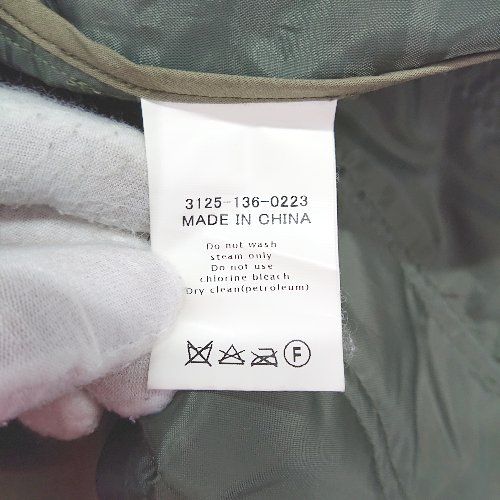 3125-136-0223
MADE IN CHINA
Do not wash
steam only
Do not use
chlorine bleach
Dry clean(petroleum)
F